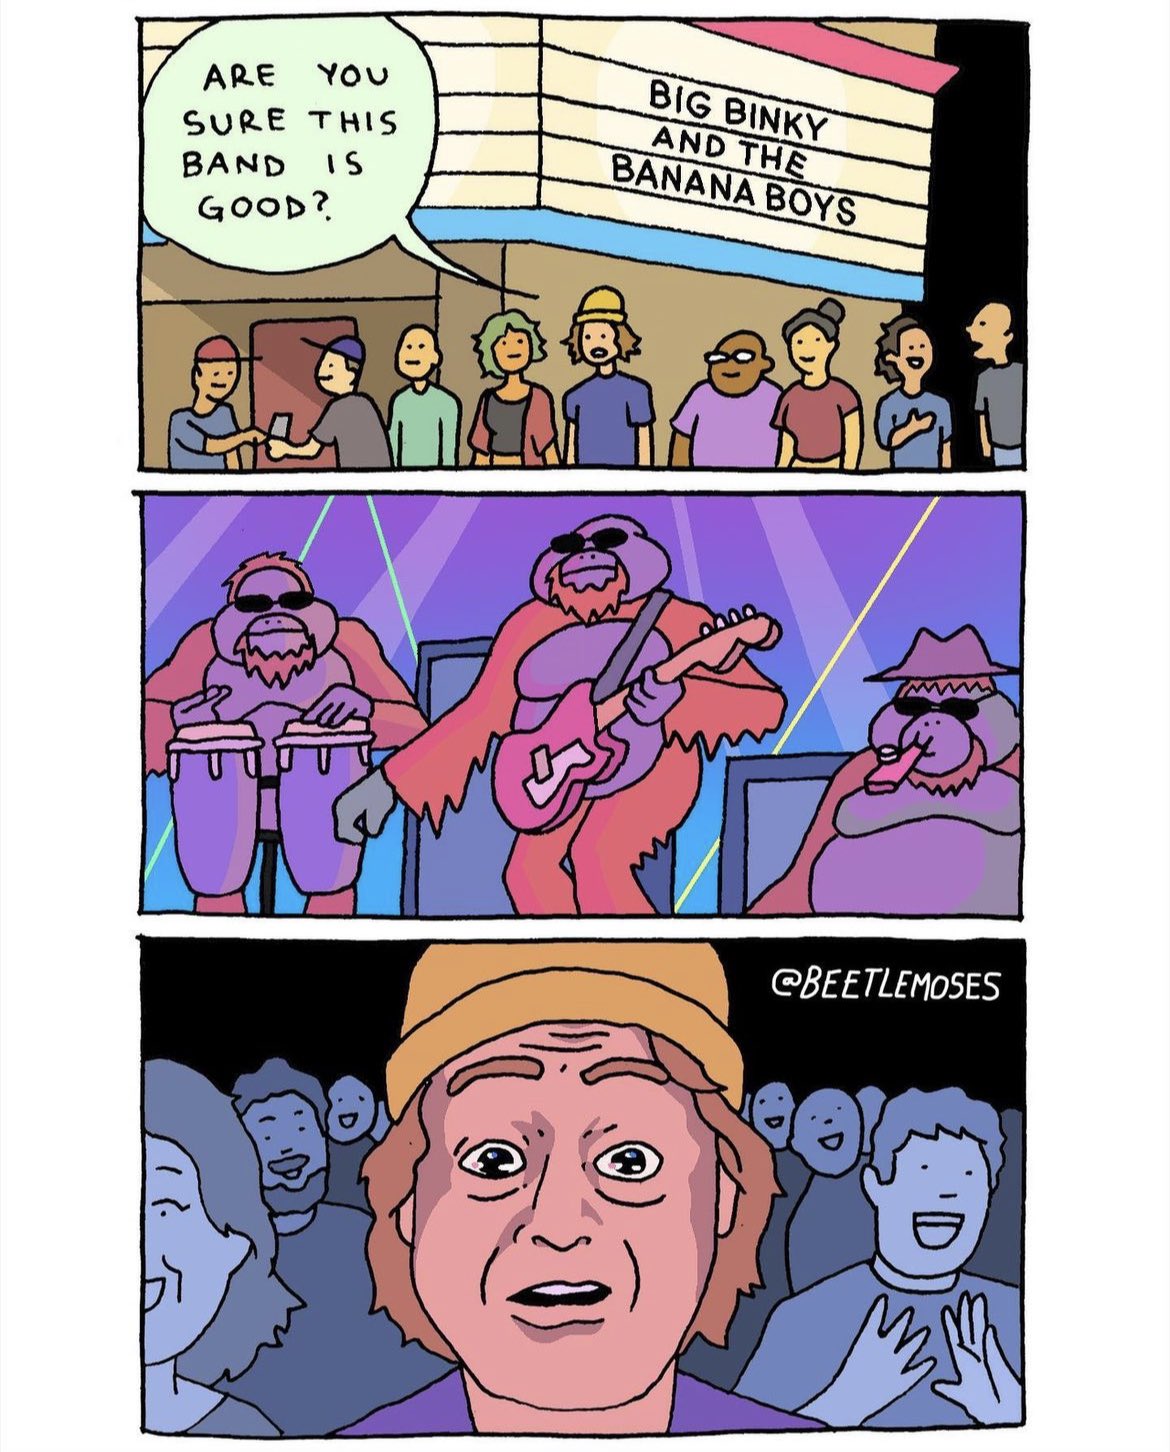 ARE YOU
SURE THIS
BAND IS
GOOD?
BIG BINKY
AND THE
BANANA BOYS
@BEETLEMOSES